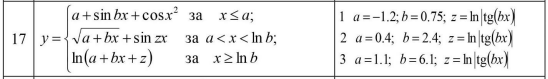 17 y = { a + sin bx + cos x² за x ≤ a;
√(a + bx) + sin zx за a < x < ln b;
ln(a + bx + z) за x ≥ ln b
1 a = −1.2; b = 0.75; z = ln|tg(bx)|
2 a = 0.4; b = 2.4; z = ln|tg(bx)|
3 a = 1.1; b = 6.1; z = ln|tg(bx)|